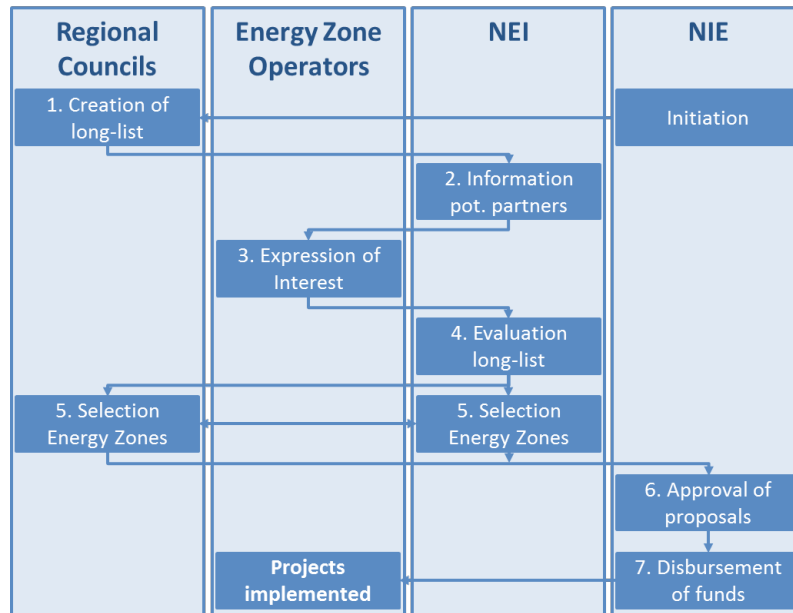 Regional
Councils
Energy Zone
Operators
NEI
NIE
1. Creation of
long-list
Initiation
2. Information
pot. partners
3. Expression of
Interest
4. Evaluation
long-list
5. Selection
Energy Zones
5. Selection
Energy Zones
6. Approval of
proposals
Projects
implemented
7. Disbursement
of funds